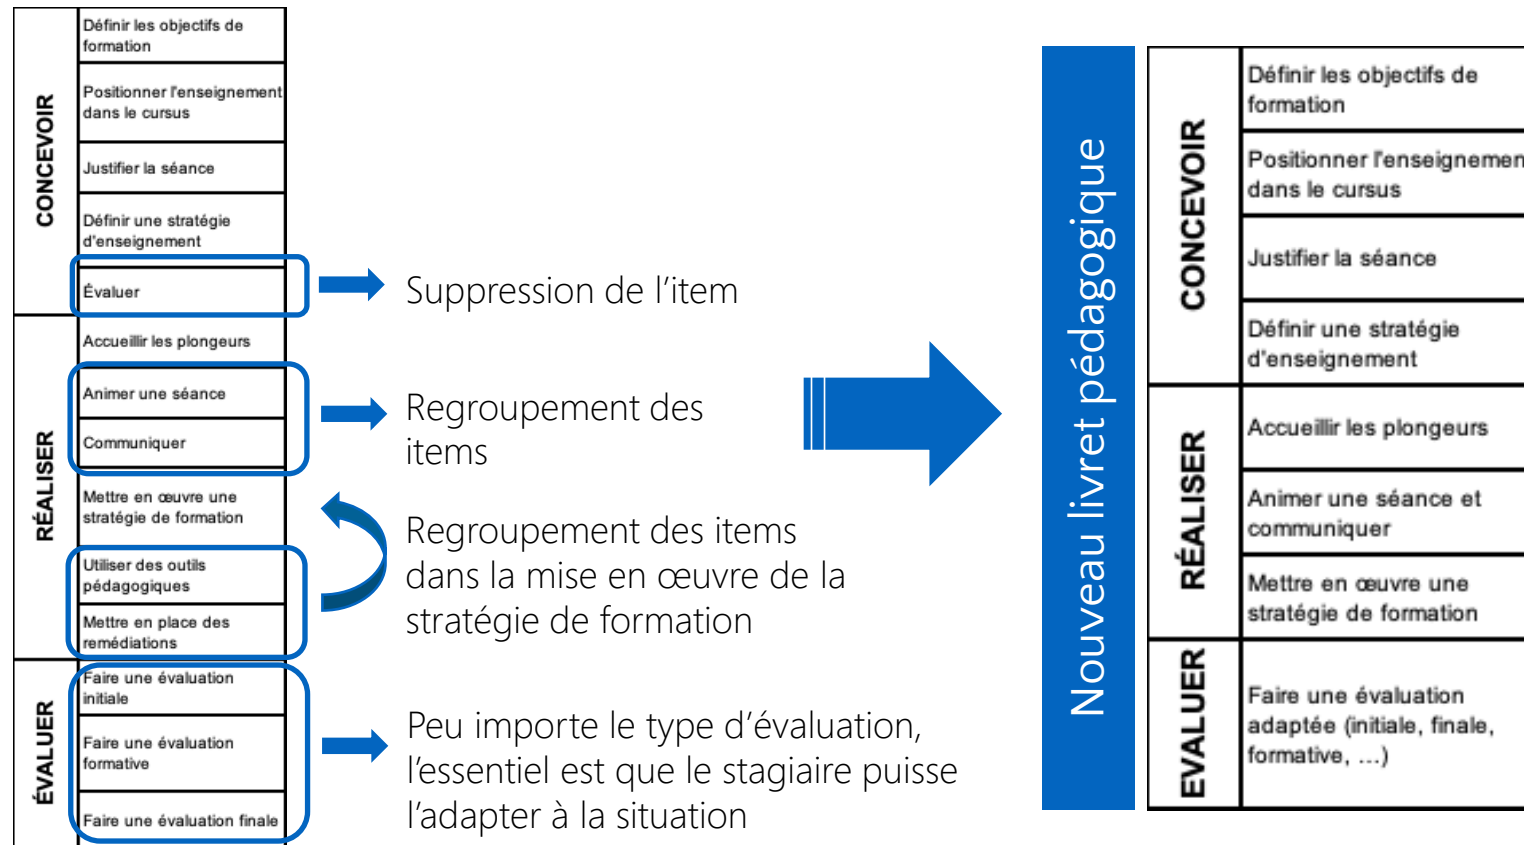 CONCEVOIR
Définir les objectifs de
formation
Positionner l'enseignement
dans le cursus
Justifier la séance
Définir une stratégie
d'enseignement
Évaluer
RÉALISER
Accueillir les plongeurs
Animer une séance
Communiquer
Mettre en œuvre une
stratégie de formation
Utiliser des outils
pédagogiques
Mettre en place des
remédiations
ÉVALUER
Faire une évaluation
initiale
Faire une évaluation
formative
Faire une évaluation finale
Suppression de l’item
Regroupement des
items
Regroupement des items
dans la mise en œuvre de la
stratégie de formation
Peu importe le type d’évaluation,
l’essentiel est que le stagiaire puisse
l’adapter à la situation
Nouveau livret pédagogique
CONCEVOIR
Définir les objectifs de
formation
Positionner l'enseignemen
dans le cursus
Justifier la séance
Définir une stratégie
d'enseignement
RÉALISER
Accueillir les plongeurs
Animer une séance et
communiquer
Mettre en œuvre une
stratégie de formation
EVALUER
Faire une évaluation
adaptée (initiale, finale,
formative, ...)